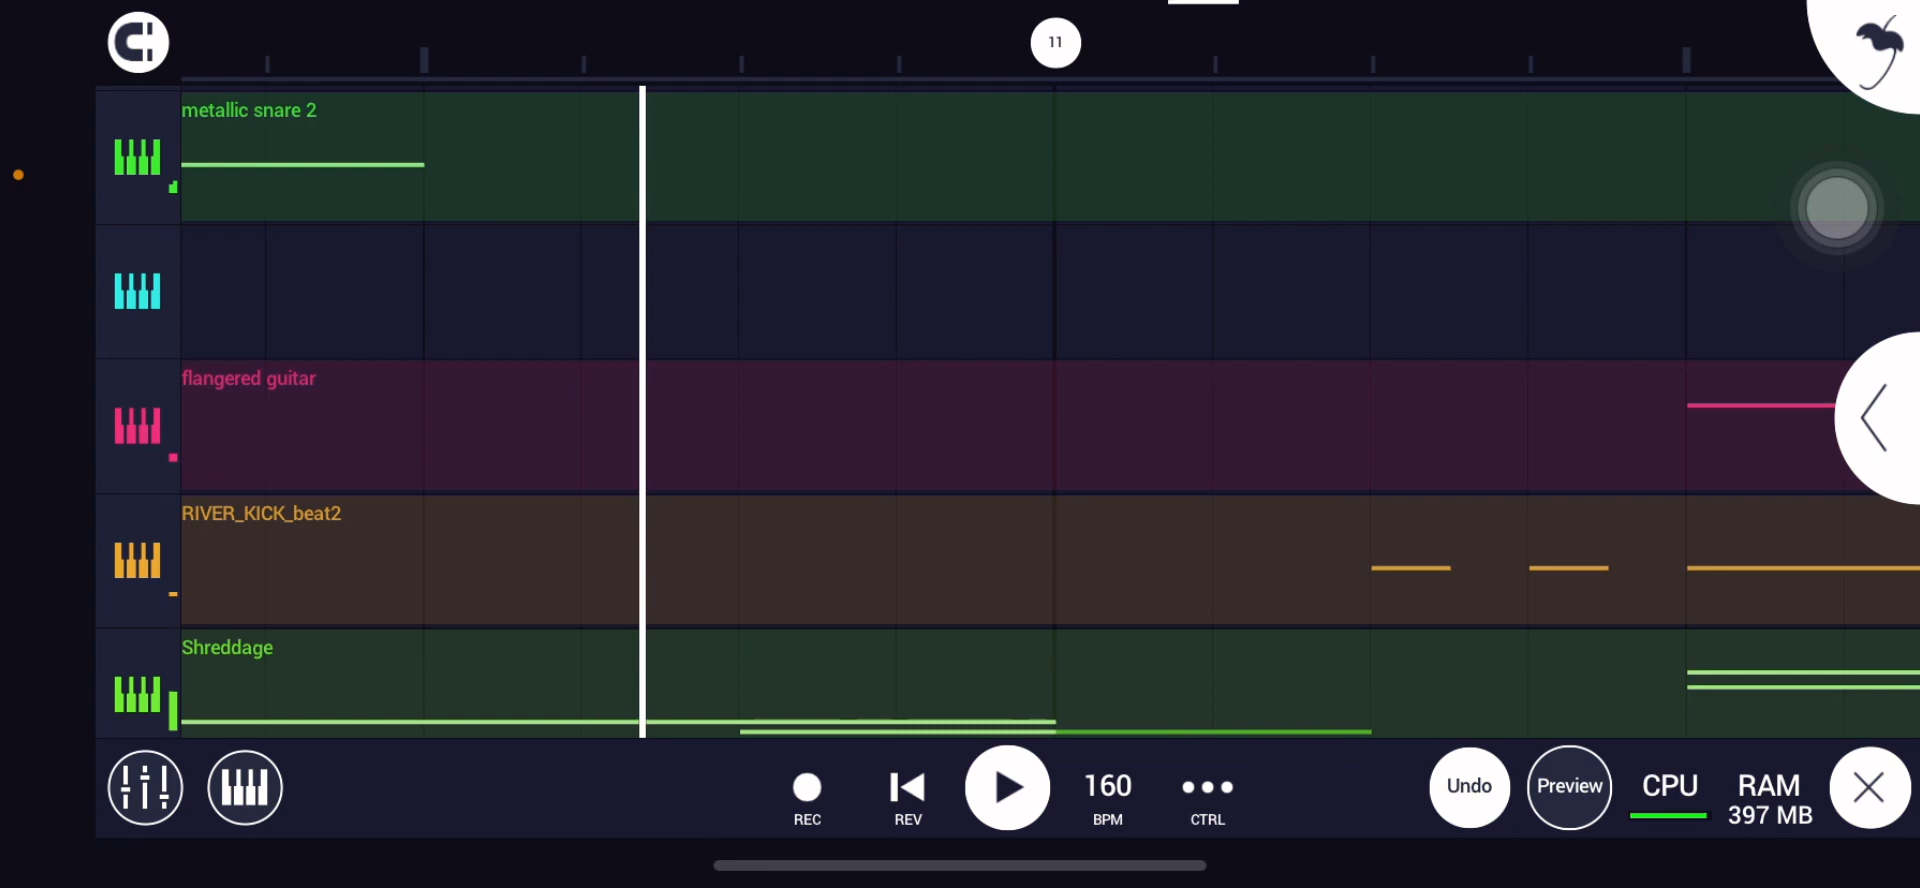 11
metallic snare 2
flangered guitar
RIVER_KICK_beat2
Shreddage
REC
REV
160
BPM
CTRL
Undo
Preview
CPU
RAM
397 MB